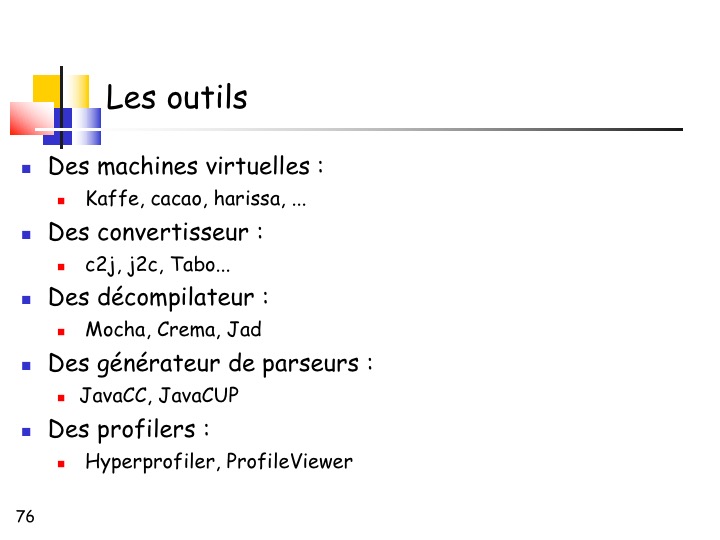 Les outils
Des machines virtuelles :
Kaffe, cacao, harissa, ...
Des convertisseur :
c2j, j2c, Tabo...
Des décompilateur :
Mocha, Crema, Jad
Des générateur de parseurs :
JavaCC, JavaCUP
Des profilers :
Hyperprofiler, ProfileViewer
76